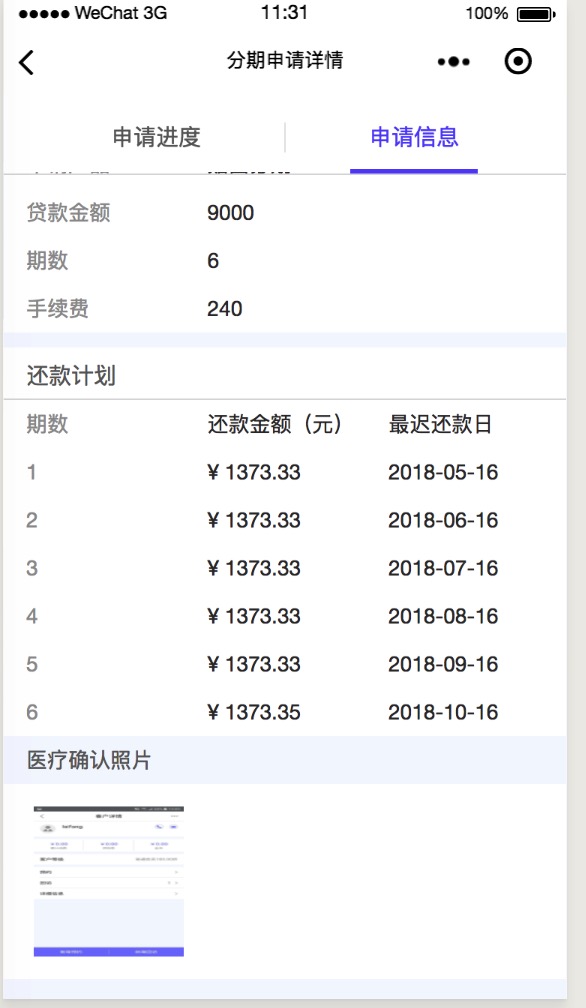 WeChat 3G 11:31 100%
分期申请详情
申请进度 申请信息
贷款金额 9000
期数 6
手续费 240
还款计划
期数 还款金额（元） 最迟还款日
1 ¥ 1373.33 2018-05-16
2 ¥ 1373.33 2018-06-16
3 ¥ 1373.33 2018-07-16
4 ¥ 1373.33 2018-08-16
5 ¥ 1373.33 2018-09-16
6 ¥ 1373.35 2018-10-16
医疗确认照片
客户详情